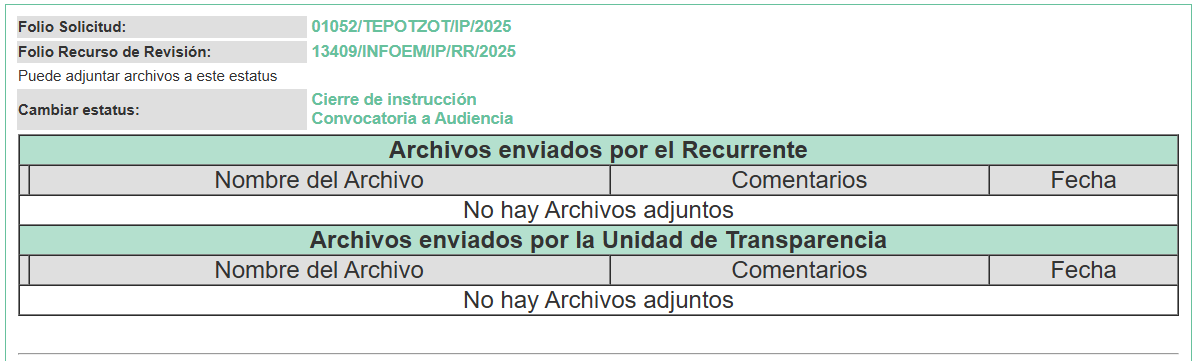 Folio Solicitud: 01052/TEPOTZOT/IP/2025
Folio Recurso de Revisión: 13409/INFOEM/IP/RR/2025
Puede adjuntar archivos a este estatus
Cambiar estatus: Cierre de instrucción
Convocatoria a Audiencia
Archivos enviados por el Recurrente
Nombre del Archivo Comentarios Fecha
No hay Archivos adjuntos
Archivos enviados por la Unidad de Transparencia
Nombre del Archivo Comentarios Fecha
No hay Archivos adjuntos